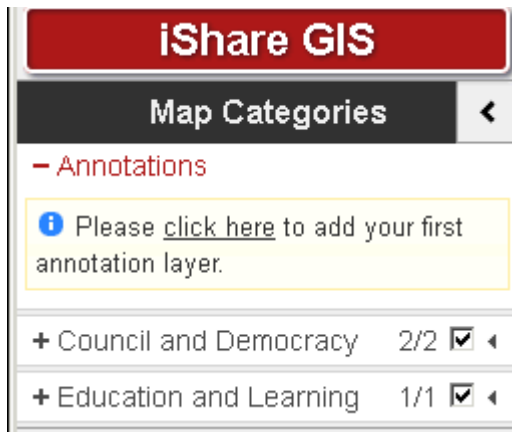 iShare GIS
Map Categories
− Annotations
Please click here to add your first
annotation layer.
+ Council and Democracy 2/2
+ Education and Learning 1/1